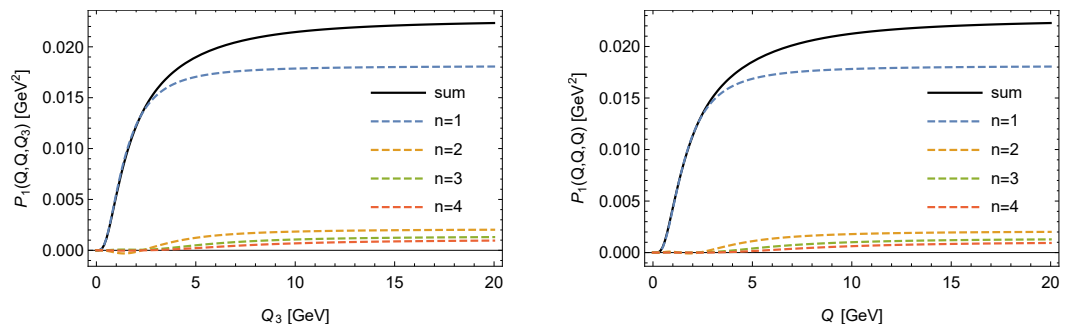 P₁(Q,Q,Q₃) [GeV²]
0.020
0.015
0.010
0.005
0.000
sum
n=1
n=2
n=3
n=4
0 5 10 15 20
Q₃ [GeV]
P₁(Q,Q,Q) [GeV²]
0.020
0.015
0.010
0.005
0.000
sum
n=1
n=2
n=3
n=4
0 5 10 15 20
Q [GeV]